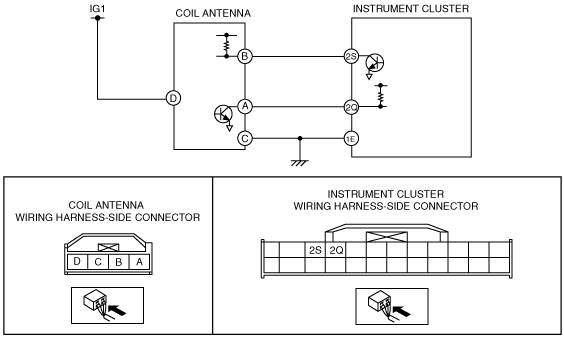 IG1
COIL ANTENNA
INSTRUMENT CLUSTER
B
2S
D
A
2Q
C
1E
COIL ANTENNA
WIRING HARNESS-SIDE CONNECTOR
D C B A
INSTRUMENT CLUSTER
WIRING HARNESS-SIDE CONNECTOR
2S 2Q